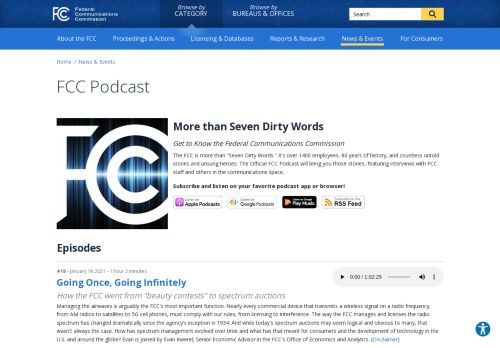 FCC Federal Communications Commission
Browse by CATEGORY
Browse by BUREAUS & OFFICES
Search
About the FCC
Proceedings & Actions
Licensing & Databases
Reports & Research
News & Events
For Consumers
Home / News & Events
FCC Podcast
FCC
More than Seven Dirty Words
Get to Know the Federal Communications Commission
The FCC is more than "Seven Dirty Words." It's over 1400 employees, 80 years of history, and countless untold
stories and unsung heroes. The Official FCC Podcast will bring you those stories, featuring interviews with FCC
staff and others in the communications space.
Subscribe and listen on your favorite podcast app or browser!
Listen on Apple Podcasts
Listen on Google Podcasts
Google Play Music
Subscribe to the RSS Feed
Episodes
#18 – January 19, 2021 – 1 hour 2 minutes
0:00 / 1:02:25
Going Once, Going Infinitely
How the FCC went from "beauty contests" to spectrum auctions
Managing the airwaves is arguably the FCC's most important function. Nearly every commercial device that transmits a wireless signal on a radio frequency,
from AM radios to satellites to 5G cell phones, must comply with our rules, from licensing to interference. The way the FCC manages and licenses the radio
spectrum has changed dramatically since the agency's inception in 1934. And while today's spectrum auctions may seem logical and obvious to many, that
wasn't always the case. How has spectrum management evolved over time and what has that meant for consumers and the development of technology in
the U.S. and around the globe? Evan is joined by Evan Kwerel, Senior Economic Advisor in the FCC's Office of Economics and Analytics. (Disclaimer)